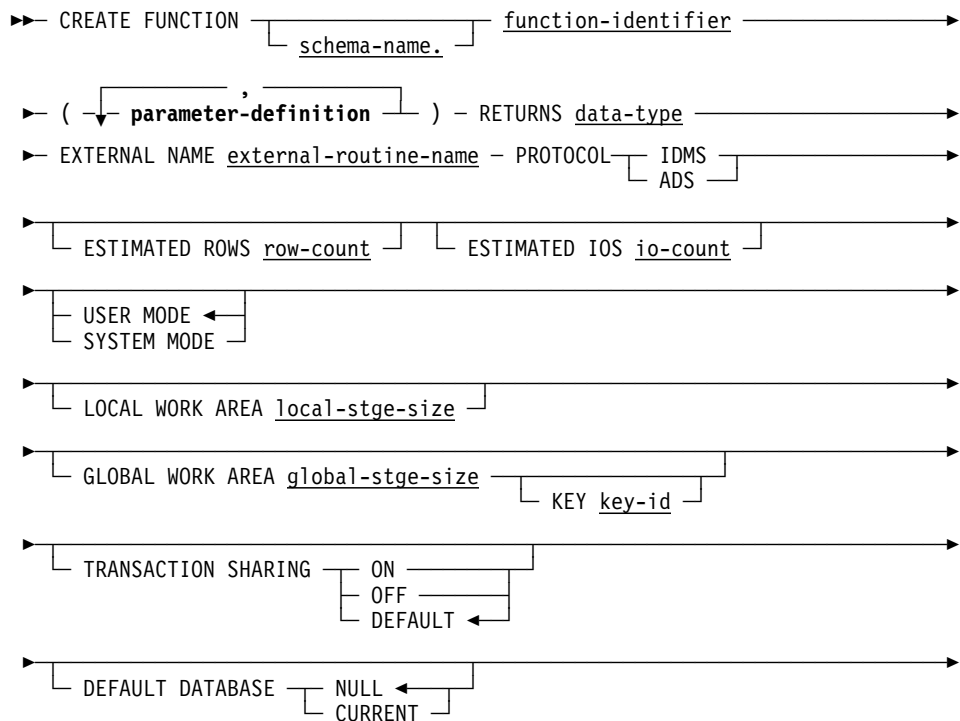 CREATE FUNCTION schema-name. function-identifier
,
( parameter-definition ) RETURNS data-type
EXTERNAL NAME external-routine-name PROTOCOL IDMS
ADS
ESTIMATED ROWS row-count ESTIMATED IOS io-count
USER MODE
SYSTEM MODE
LOCAL WORK AREA local-stge-size
GLOBAL WORK AREA global-stge-size
KEY key-id
TRANSACTION SHARING ON
OFF
DEFAULT
DEFAULT DATABASE NULL
CURRENT